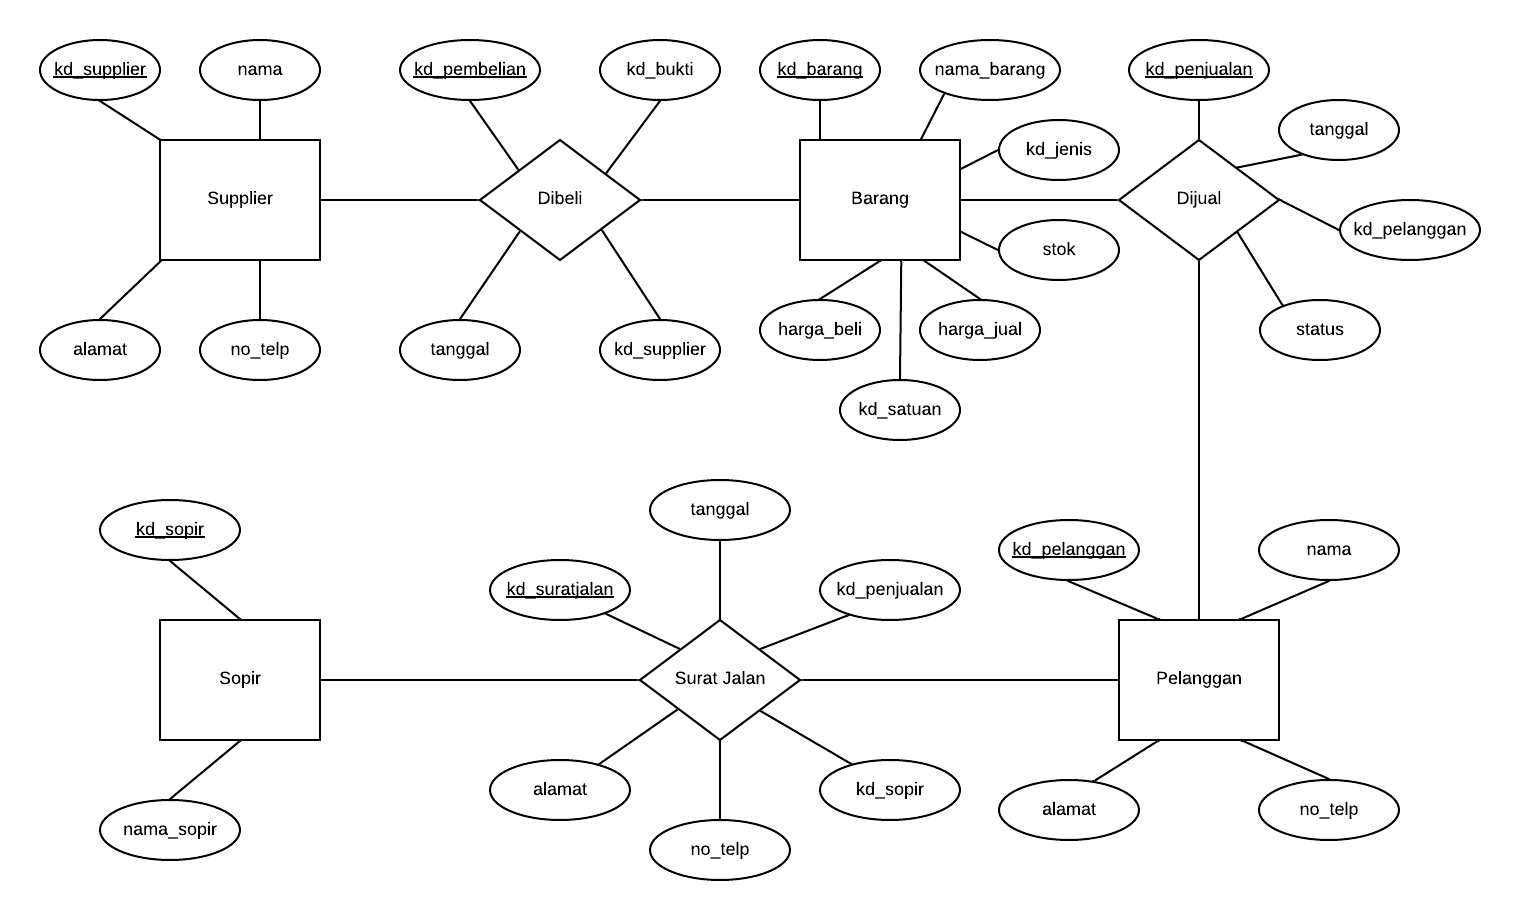 kd_supplier
nama
kd_pembelian
kd_bukti
kd_barang
nama_barang
kd_penjualan
tanggal
kd_jenis
Supplier
Dibeli
Barang
Dijual
kd_pelanggan
stok
harga_beli
harga_jual
status
alamat
no_telp
tanggal
kd_supplier
kd_satuan
tanggal
kd_sopir
kd_pelanggan
nama
kd_suratjalan
kd_penjualan
Sopir
Surat Jalan
Pelanggan
alamat
kd_sopir
alamat
no_telp
nama_sopir
no_telp